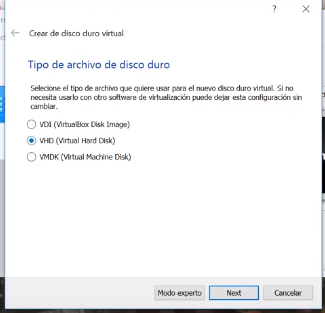 ?
Crear de disco duro virtual
Tipo de archivo de disco duro
Selecione el tipo de archivo que quiere usar para el nuevo disco duro virtual. Si no
necesita usarlo con otro software de virtualización puede dejar esta configuración sin
cambiar.
VDI (VirtualBox Disk Image)
VHD (Virtual Hard Disk)
VMDK (Virtual Machine Disk)
Modo experto Next Cancelar